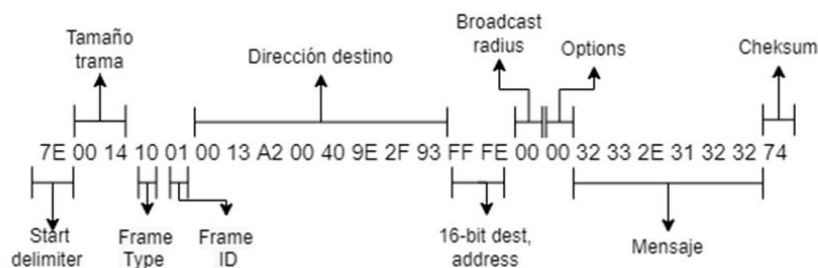 Tamaño
trama
Dirección destino
Broadcast
radius
Options
Cheksum
7E 00 14 10 01 00 13 A2 00 40 9E 2F 93 FF FE 00 00 32 33 2E 31 32 32 74
Start
delimiter
Frame
Type
Frame
ID
16-bit dest,
address
Mensaje